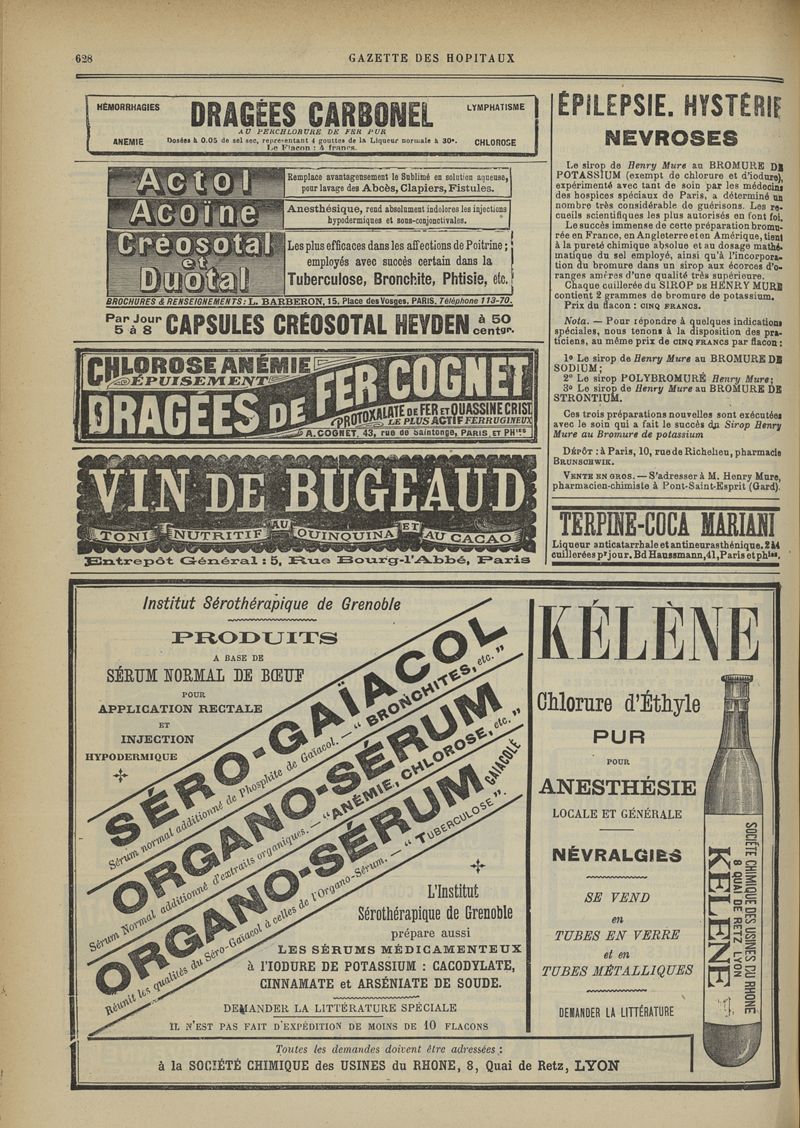 628
GAZETTE DES HOPITAUX
HÉMORRHAGIES
ANEMIE
DRAGÉES CARBONEL
AU PERCHLORURE DE FER PUR
Dosées à 0.05 de sel sec, représentant 4 gouttes de la Liqueur normale à 30°.
Le Flacon : 4 francs.
LYMPHATISME
CHLOROSE
Actol
Remplace avantageusement le Sublimé en solution aqueuse,
pour lavage des Abcès, Clapiers, Fistules.
Acoïne
Anesthésique, rend absolument indolores les injections
hypodermiques et sous-conjonctivales.
Créosotal
et
Duotal
Les plus efficaces dans les affections de Poitrine ;
employés avec succès certain dans la
Tuberculose, Bronchite, Phtisie, etc.
BROCHURES & RENSEIGNEMENTS : L. BARBERON, 15, Place des Vosges. PARIS. Téléphone 113-70.
Par Jour
5 à 8
CAPSULES CRÉOSOTAL HEYDEN
à 50
centgr.
CHLOROSE ANÉMIE
ÉPUISEMENT
DRAGÉES DE FER COGNET
PROTOXALATE DE FER ET QUASSINE CRIST.
LE PLUS ACTIF FERRUGINEUX
A. COGNET, 43, rue de Saintonge, PARIS ET PHies
VIN DE BUGEAUD
TONI-NUTRITIF AU QUINQUINA ET AU CACAO
Entrepôt Général : 5, Rue Bourg-l'Abbé, Paris
ÉPILEPSIE. HYSTÉRIE
NEVROSES
Le sirop de Henry Mure au BROMURE DE
POTASSIUM (exempt de chlorure et d'iodure),
expérimenté avec tant de soin par les médecins
des hospices spéciaux de Paris, a déterminé un
nombre très considérable de guérisons. Les re-
cueils scientifiques les plus autorisés en font foi.
Le succès immense de cette préparation bromu-
rée en France, en Angleterre et en Amérique, tient
à la pureté chimique absolue et au dosage mathé-
matique du sel employé, ainsi qu'à l'incorpora-
tion du bromure dans un sirop aux écorces d'o-
ranges amères d'une qualité très supérieure.
Chaque cuillerée du SIROP DE HENRY MURE
contient 2 grammes de bromure de potassium.
Prix du flacon : CINQ FRANCS.
Nota. — Pour répondre à quelques indications
spéciales, nous tenons à la disposition des pra-
ticiens, au même prix de CINQ FRANCS par flacon :
1° Le sirop de Henry Mure au BROMURE DE
SODIUM ;
2° Le sirop POLYBROMURÉ Henry Mure ;
3° Le sirop de Henry Mure au BROMURE DE
STRONTIUM.
Ces trois préparations nouvelles sont exécutées
avec le soin qui a fait le succès du Sirop Henry
Mure au Bromure de potassium
DÉPÔT : à Paris, 10, rue de Richelieu, pharmacie
BRUNSCHWIK.
VENTE EN GROS. — S'adresser à M. Henry Mure,
pharmacien-chimiste à Pont-Saint-Esprit (Gard).
TERPINE-COCA MARIANI
Liqueur anticatarrhale et antineurasthénique. 2 à 4
cuillerées pr jour. Bd Haussmann, 41, Paris et phies.
Institut Sérothérapique de Grenoble
PRODUITS
A BASE DE
SÉRUM NORMAL DE BŒUF
POUR
APPLICATION RECTALE
ET
INJECTION
HYPODERMIQUE
SÉRO-GAÏACOL
Sérum normal additionné de Phosphite de Gaïacol. — " BRONCHITES, etc. "
ORGANO-SÉRUM
Sérum Normal additionné d'extraits organiques. — "ANÉMIE, CHLOROSE, etc. "
ORGANO-SÉRUM GAÏACOLÉ
Réunit les qualités du Séro-Gaïacol à celles de l'Organo-Sérum. — " TUBERCULOSE ".
L'Institut
Sérothérapique de Grenoble
prépare aussi
LES SÉRUMS MÉDICAMENTEUX
à l'IODURE DE POTASSIUM : CACODYLATE,
CINNAMATE et ARSÉNIATE DE SOUDE.
DEMANDER LA LITTÉRATURE SPÉCIALE
IL N'EST PAS FAIT D'EXPÉDITION DE MOINS DE 10 FLACONS
KÉLÈNE
Chlorure d'Éthyle
PUR
POUR
ANESTHÉSIE
LOCALE ET GÉNÉRALE
NÉVRALGIES
SE VEND
en
TUBES EN VERRE
et en
TUBES MÉTALLIQUES
DEMANDER LA LITTÉRATURE
SOCIÉTÉ CHIMIQUE DES USINES DU RHONE
8 QUAI DE RETZ LYON
KELENE
Toutes les demandes doivent être adressées :
à la SOCIÉTÉ CHIMIQUE des USINES du RHONE, 8, Quai de Retz, LYON